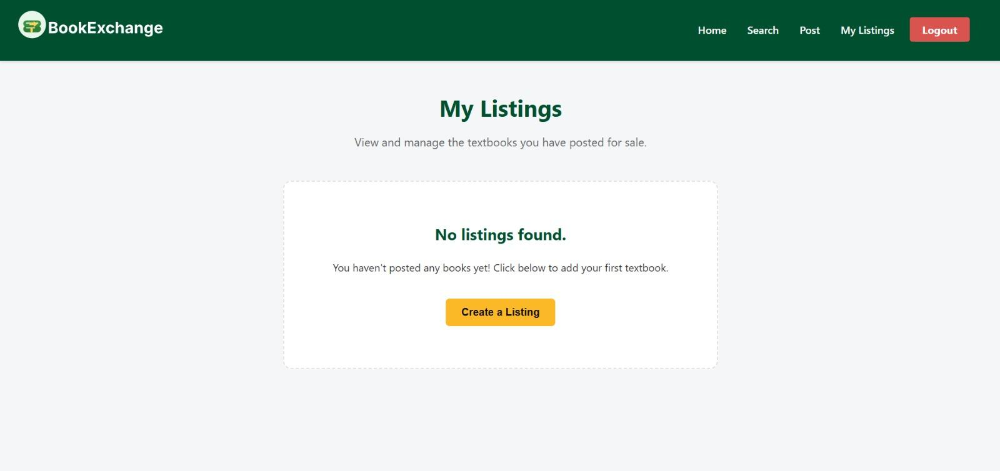 BookExchange
Home Search Post My Listings Logout
My Listings
View and manage the textbooks you have posted for sale.
No listings found.
You haven't posted any books yet! Click below to add your first textbook.
Create a Listing